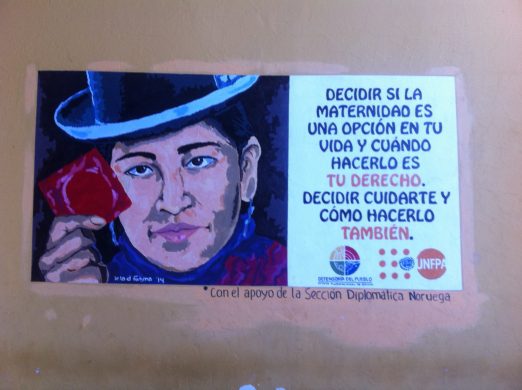 DECIDIR SI LA
MATERNIDAD ES
UNA OPCIÓN EN TU
VIDA Y CUÁNDO
HACERLO ES
TU DERECHO.
DECIDIR CUIDARTE Y
CÓMO HACERLO
TAMBIÉN.
DEFENSORÍA DEL PUEBLO
UNFPA
*Con el apoyo de la Sección Diplomática Noruega